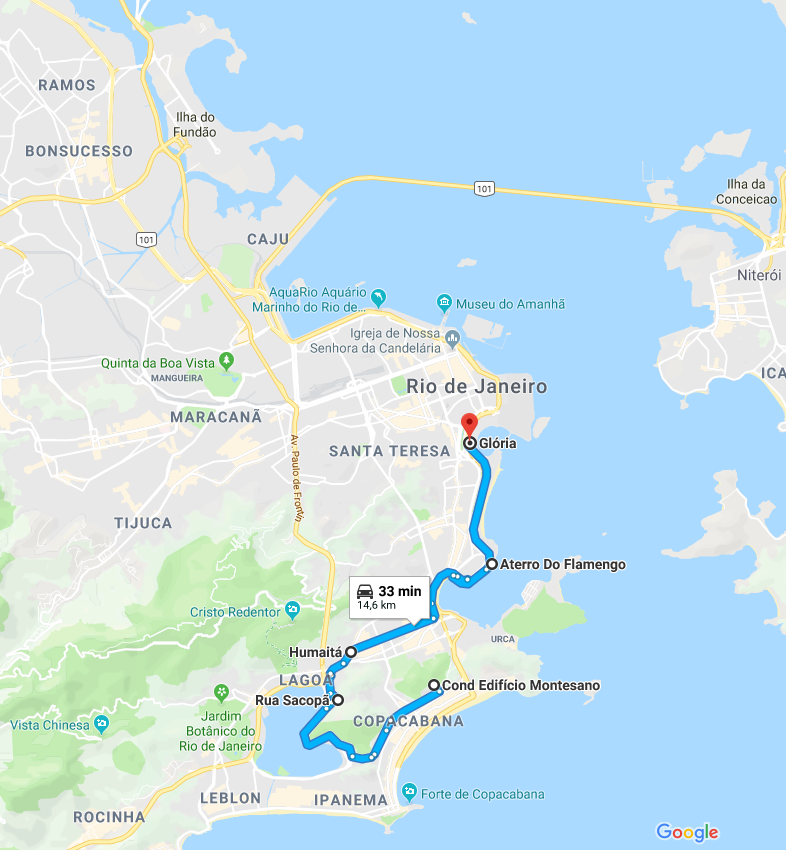 RAMOS
Ilha do
Fundão
BONSUCESSO
101
Ilha da
Conceicao
101
CAJU
Niterói
AquaRio Aquário
Marinho do Rio de...
Museu do Amanhã
Igreja de Nossa
Senhora da Candelária
Quinta da Boa Vista
MANGUEIRA
ICA
Rio de Janeiro
MARACANÃ
Glória
SANTA TERESA
Av. Paulo de Frontin
TIJUCA
Aterro Do Flamengo
33 min
14,6 km
Cristo Redentor
URCA
Humaitá
LAGOA
Cond Edifício Montesano
Rua Sacopã
Jardim
Botânico do
Rio de Janeiro
COPACABANA
Vista Chinesa
Forte de Copacabana
LEBLON
IPANEMA
ROCINHA
Google